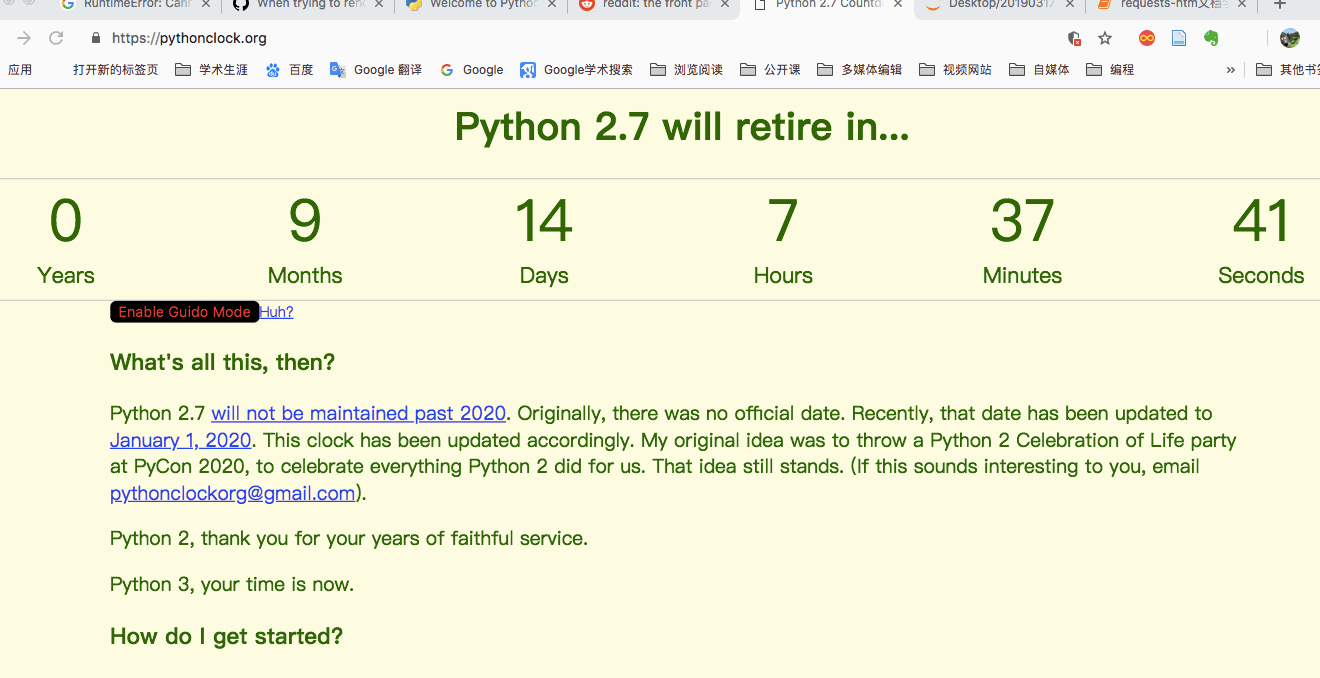 RuntimeError: Cann
When trying to ren
Welcome to Python
reddit: the front pa
Python 2.7 Countd
Desktop/20190317
requests-htm文档
https://pythonclock.org
应用 打开新的标签页 学术生涯 百度 Google 翻译 Google Google学术搜索 浏览阅读 公开课 多媒体编辑 视频网站 自媒体 编程 » 其他书签
Python 2.7 will retire in...
0 9 14 7 37 41
Years Months Days Hours Minutes Seconds
Enable Guido Mode Huh?
What's all this, then?
Python 2.7 will not be maintained past 2020. Originally, there was no official date. Recently, that date has been updated to
January 1, 2020. This clock has been updated accordingly. My original idea was to throw a Python 2 Celebration of Life party
at PyCon 2020, to celebrate everything Python 2 did for us. That idea still stands. (If this sounds interesting to you, email
pythonclockorg@gmail.com).
Python 2, thank you for your years of faithful service.
Python 3, your time is now.
How do I get started?